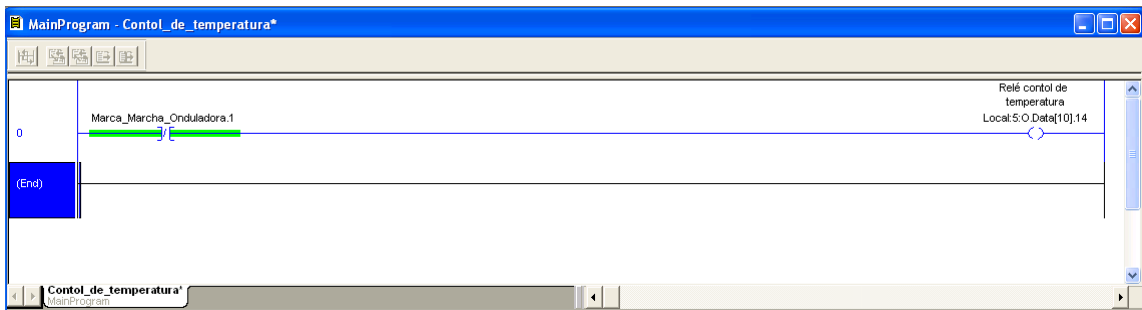 MainProgram - Contol_de_temperatura*
Relé contol de
temperatura
Marca_Marcha_Onduladora.1
Local:5:O.Data[10].14
0
(End)
Contol_de_temperatura*
MainProgram